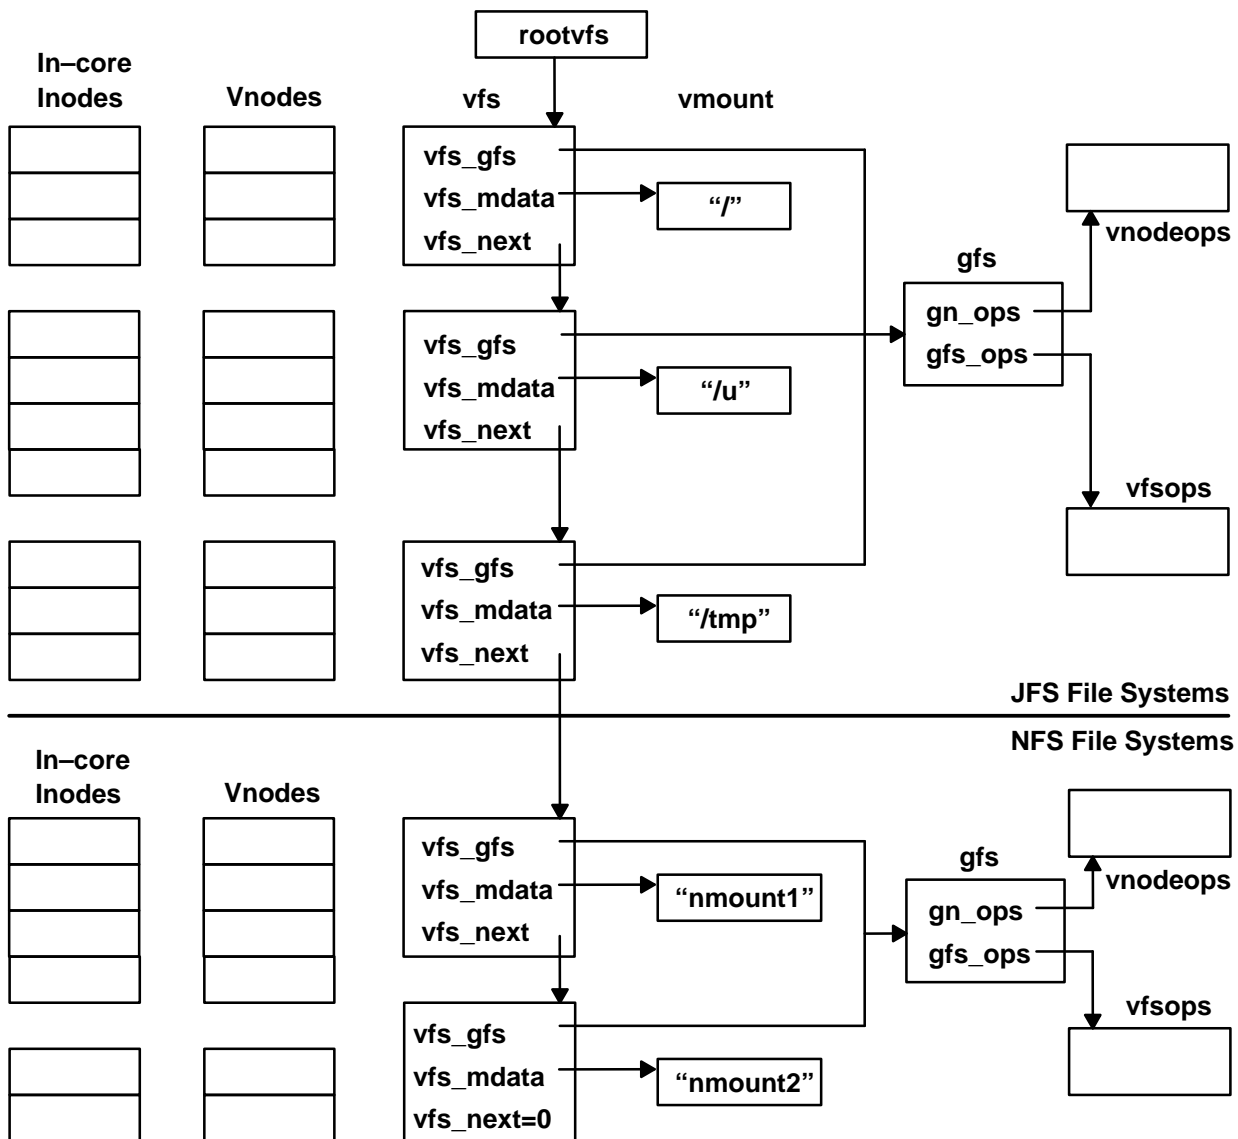 rootvfs
In–core
Inodes
Vnodes
vfs
vmount
vfs_gfs
vfs_mdata
vfs_next
“/”
vnodeops
gfs
gn_ops
gfs_ops
vfs_gfs
vfs_mdata
vfs_next
“/u”
vfsops
vfs_gfs
vfs_mdata
vfs_next
“/tmp”
JFS File Systems
NFS File Systems
In–core
Inodes
Vnodes
vfs_gfs
vfs_mdata
vfs_next
“nmount1”
gfs
vnodeops
gn_ops
gfs_ops
vfsops
vfs_gfs
vfs_mdata
vfs_next=0
“nmount2”